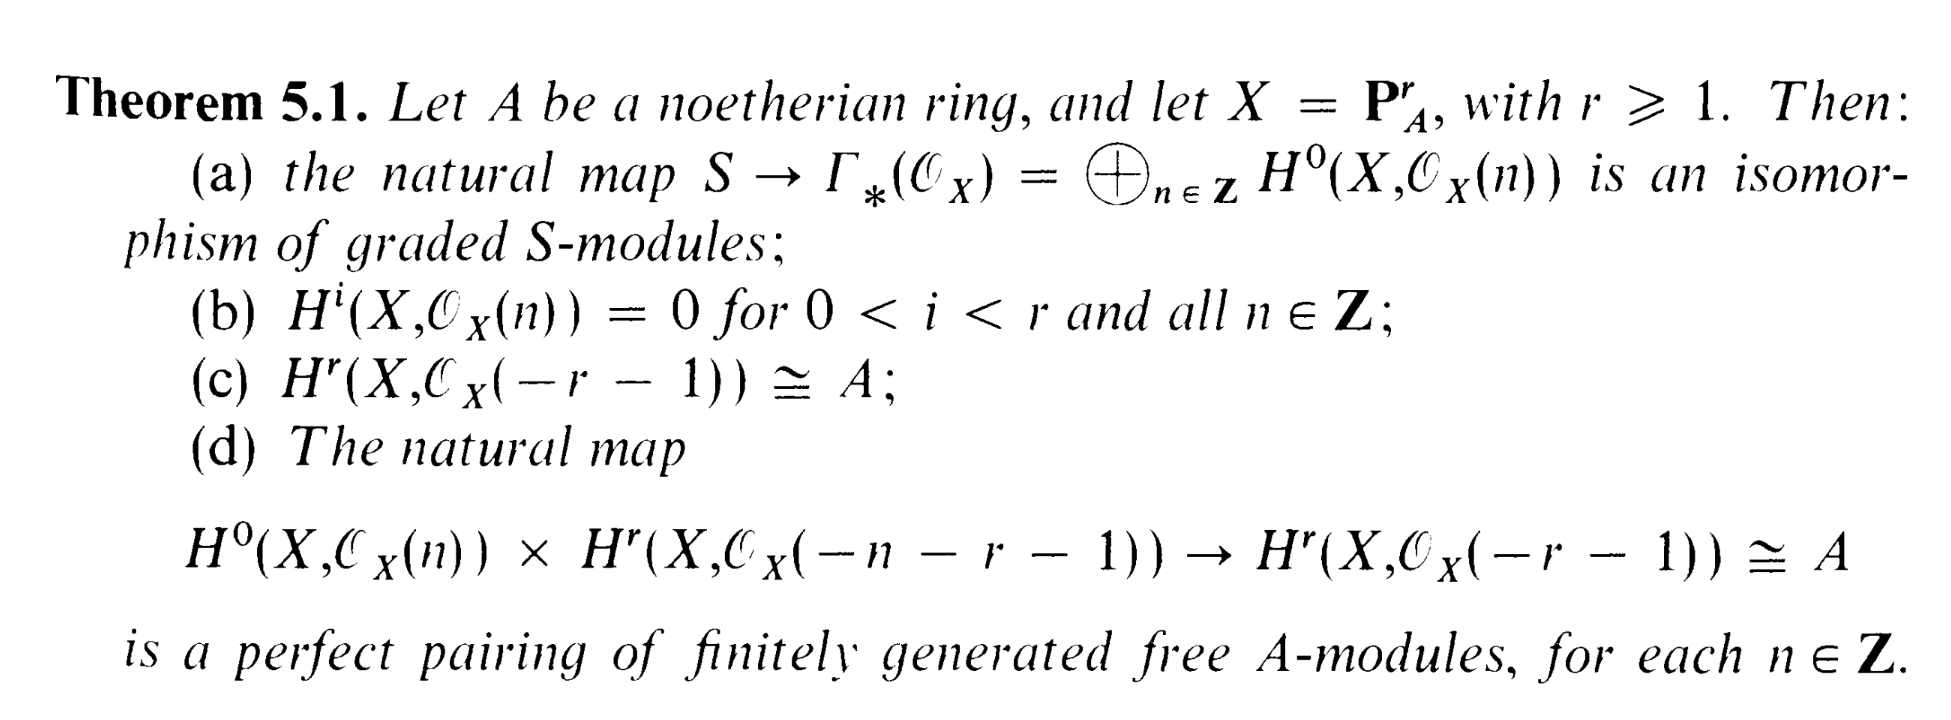 Theorem 5.1. Let A be a noetherian ring, and let X = P^r_A, with r ⩾ 1. Then:
(a) the natural map S → Γ_*(𝒪_X) = ⊕_{n ∈ Z} H⁰(X,𝒪_X(n)) is an isomor-
phism of graded S-modules;
(b) H^i(X,𝒪_X(n)) = 0 for 0 < i < r and all n ∈ Z;
(c) H^r(X,𝒪_X(−r − 1)) ≅ A;
(d) The natural map
H⁰(X,𝒪_X(n)) × H^r(X,𝒪_X(−n − r − 1)) → H^r(X,𝒪_X(−r − 1)) ≅ A
is a perfect pairing of finitely generated free A-modules, for each n ∈ Z.